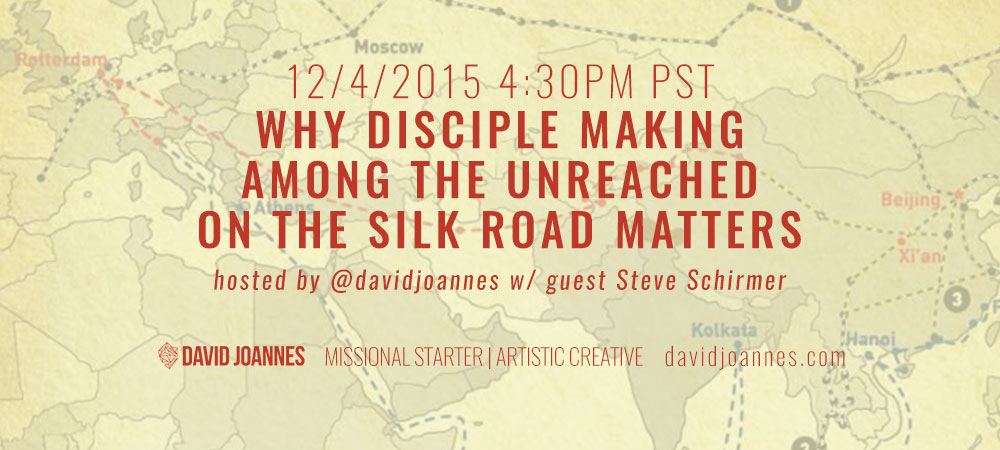 Moscow
Rotterdam
12/4/2015 4:30PM PST
WHY DISCIPLE MAKING
AMONG THE UNREACHED
ON THE SILK ROAD MATTERS
Athens
Beijing
Xi'an
hosted by @davidjoannes w/ guest Steve Schirmer
3
Kolkata
Hanoi
DAVID JOANNES MISSIONAL STARTER | ARTISTIC CREATIVE davidjoannes.com
2